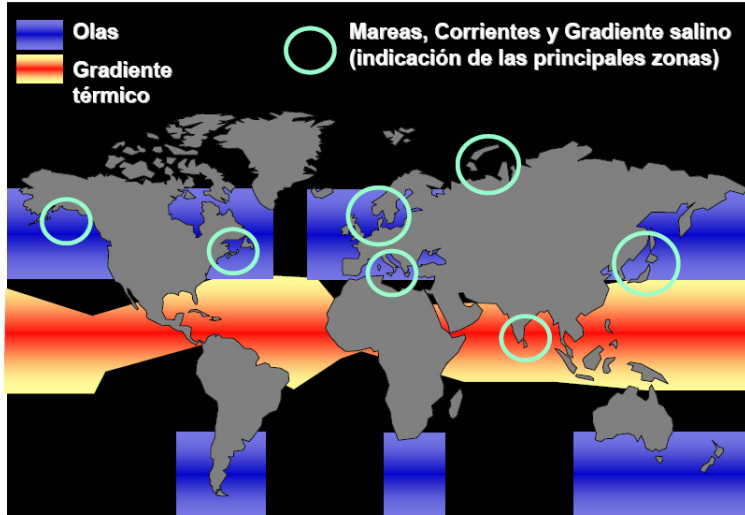 Olas
Gradiente
térmico
Mareas, Corrientes y Gradiente salino
(indicación de las principales zonas)